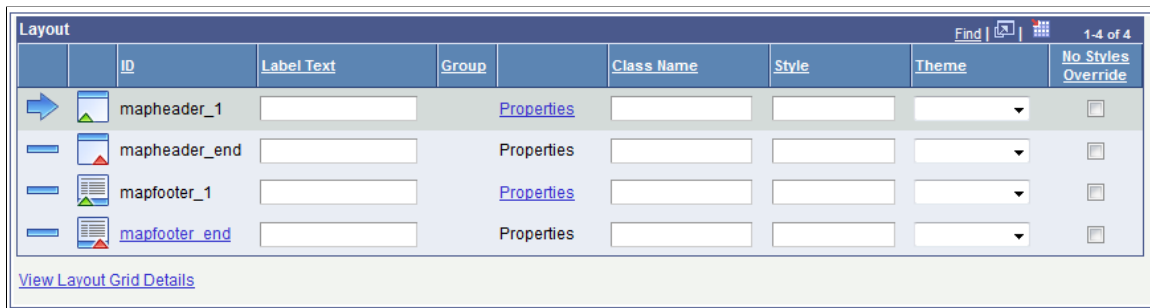 Layout
Find | | 1-4 of 4
ID Label Text Group Class Name Style Theme No Styles Override
mapheader_1 Properties
mapheader_end Properties
mapfooter_1 Properties
mapfooter_end Properties
View Layout Grid Details